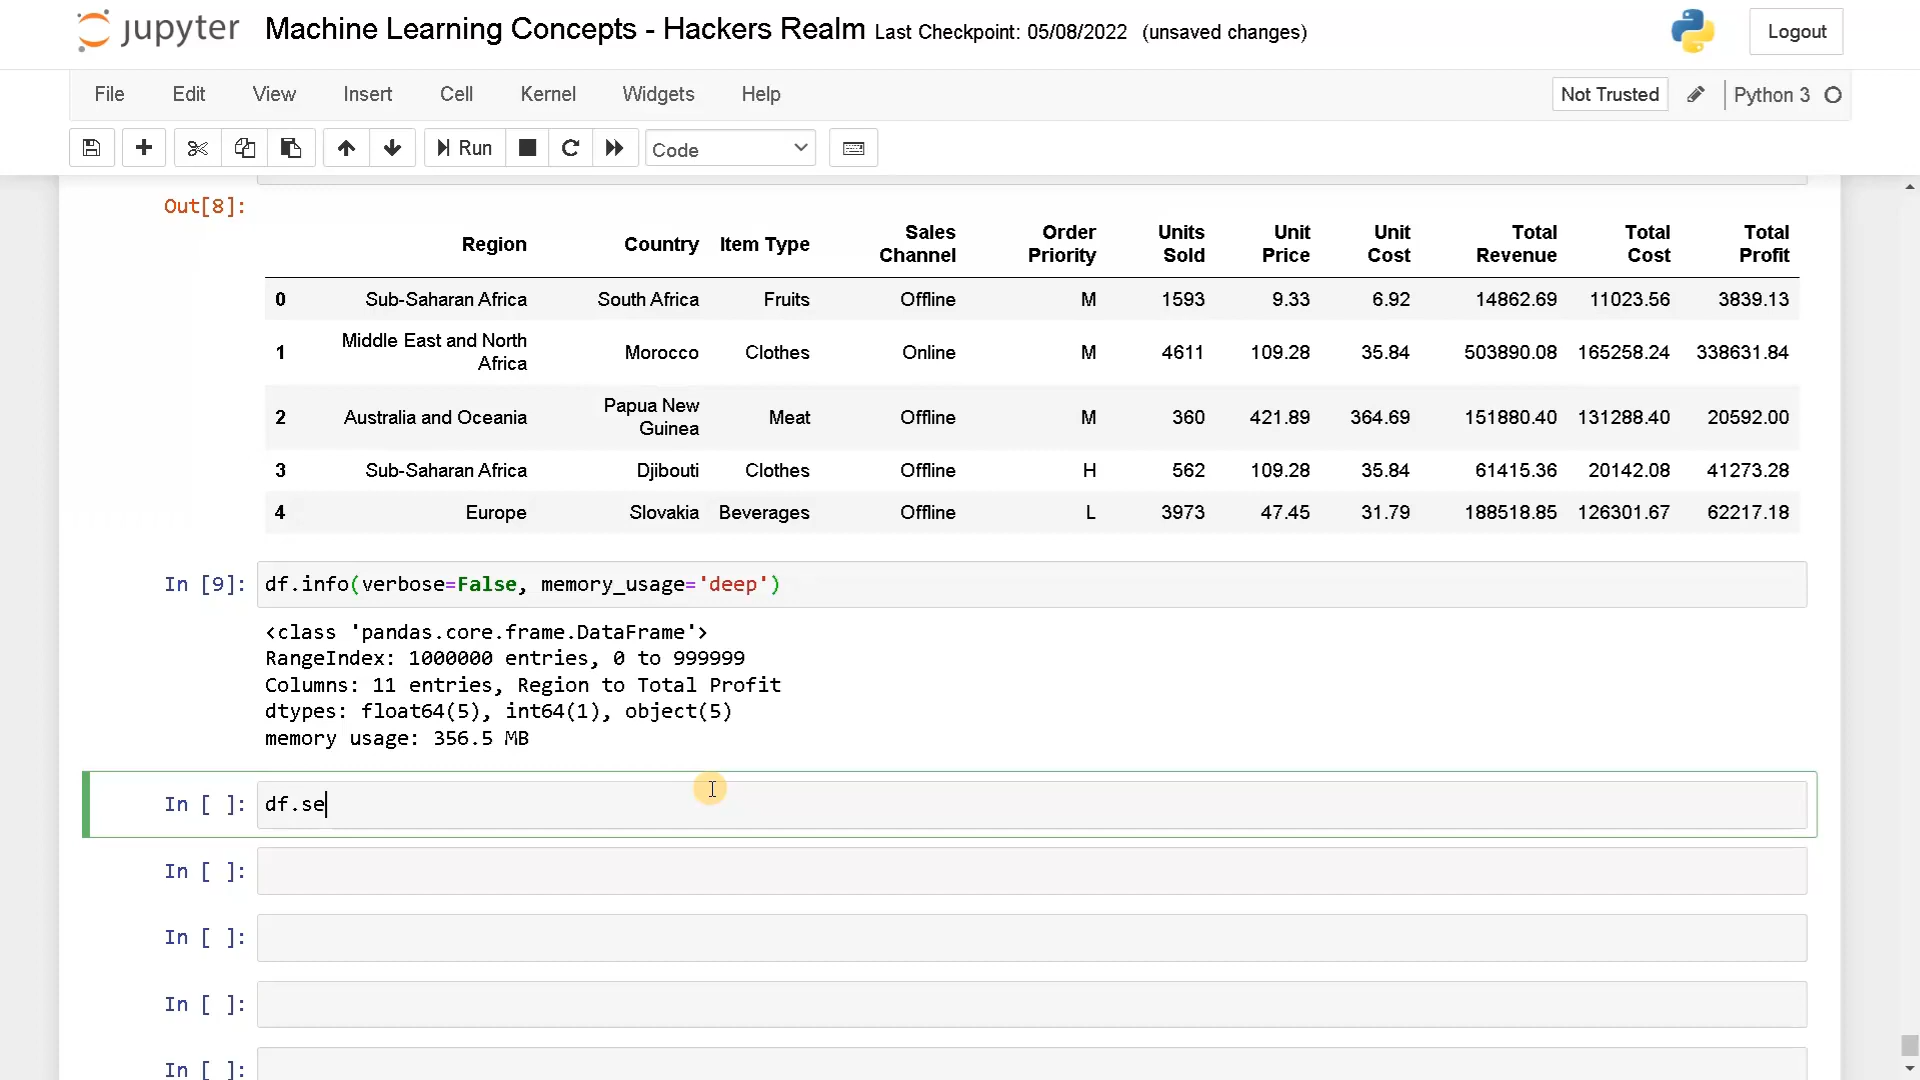 jupyter Machine Learning Concepts - Hackers Realm Last Checkpoint: 05/08/2022 (unsaved changes) Logout
File Edit View Insert Cell Kernel Widgets Help Not Trusted Python 3
Run Code
Out[8]:
Region Country Item Type Sales Channel Order Priority Units Sold Unit Price Unit Cost Total Revenue Total Cost Total Profit
0 Sub-Saharan Africa South Africa Fruits Offline M 1593 9.33 6.92 14862.69 11023.56 3839.13
1 Middle East and North Africa Morocco Clothes Online M 4611 109.28 35.84 503890.08 165258.24 338631.84
2 Australia and Oceania Papua New Guinea Meat Offline M 360 421.89 364.69 151880.40 131288.40 20592.00
3 Sub-Saharan Africa Djibouti Clothes Offline H 562 109.28 35.84 61415.36 20142.08 41273.28
4 Europe Slovakia Beverages Offline L 3973 47.45 31.79 188518.85 126301.67 62217.18
In [9]: df.info(verbose=False, memory_usage='deep')
<class 'pandas.core.frame.DataFrame'>
RangeIndex: 1000000 entries, 0 to 999999
Columns: 11 entries, Region to Total Profit
dtypes: float64(5), int64(1), object(5)
memory usage: 356.5 MB
In [ ]: df.se
In [ ]:
In [ ]:
In [ ]:
In [ ]: